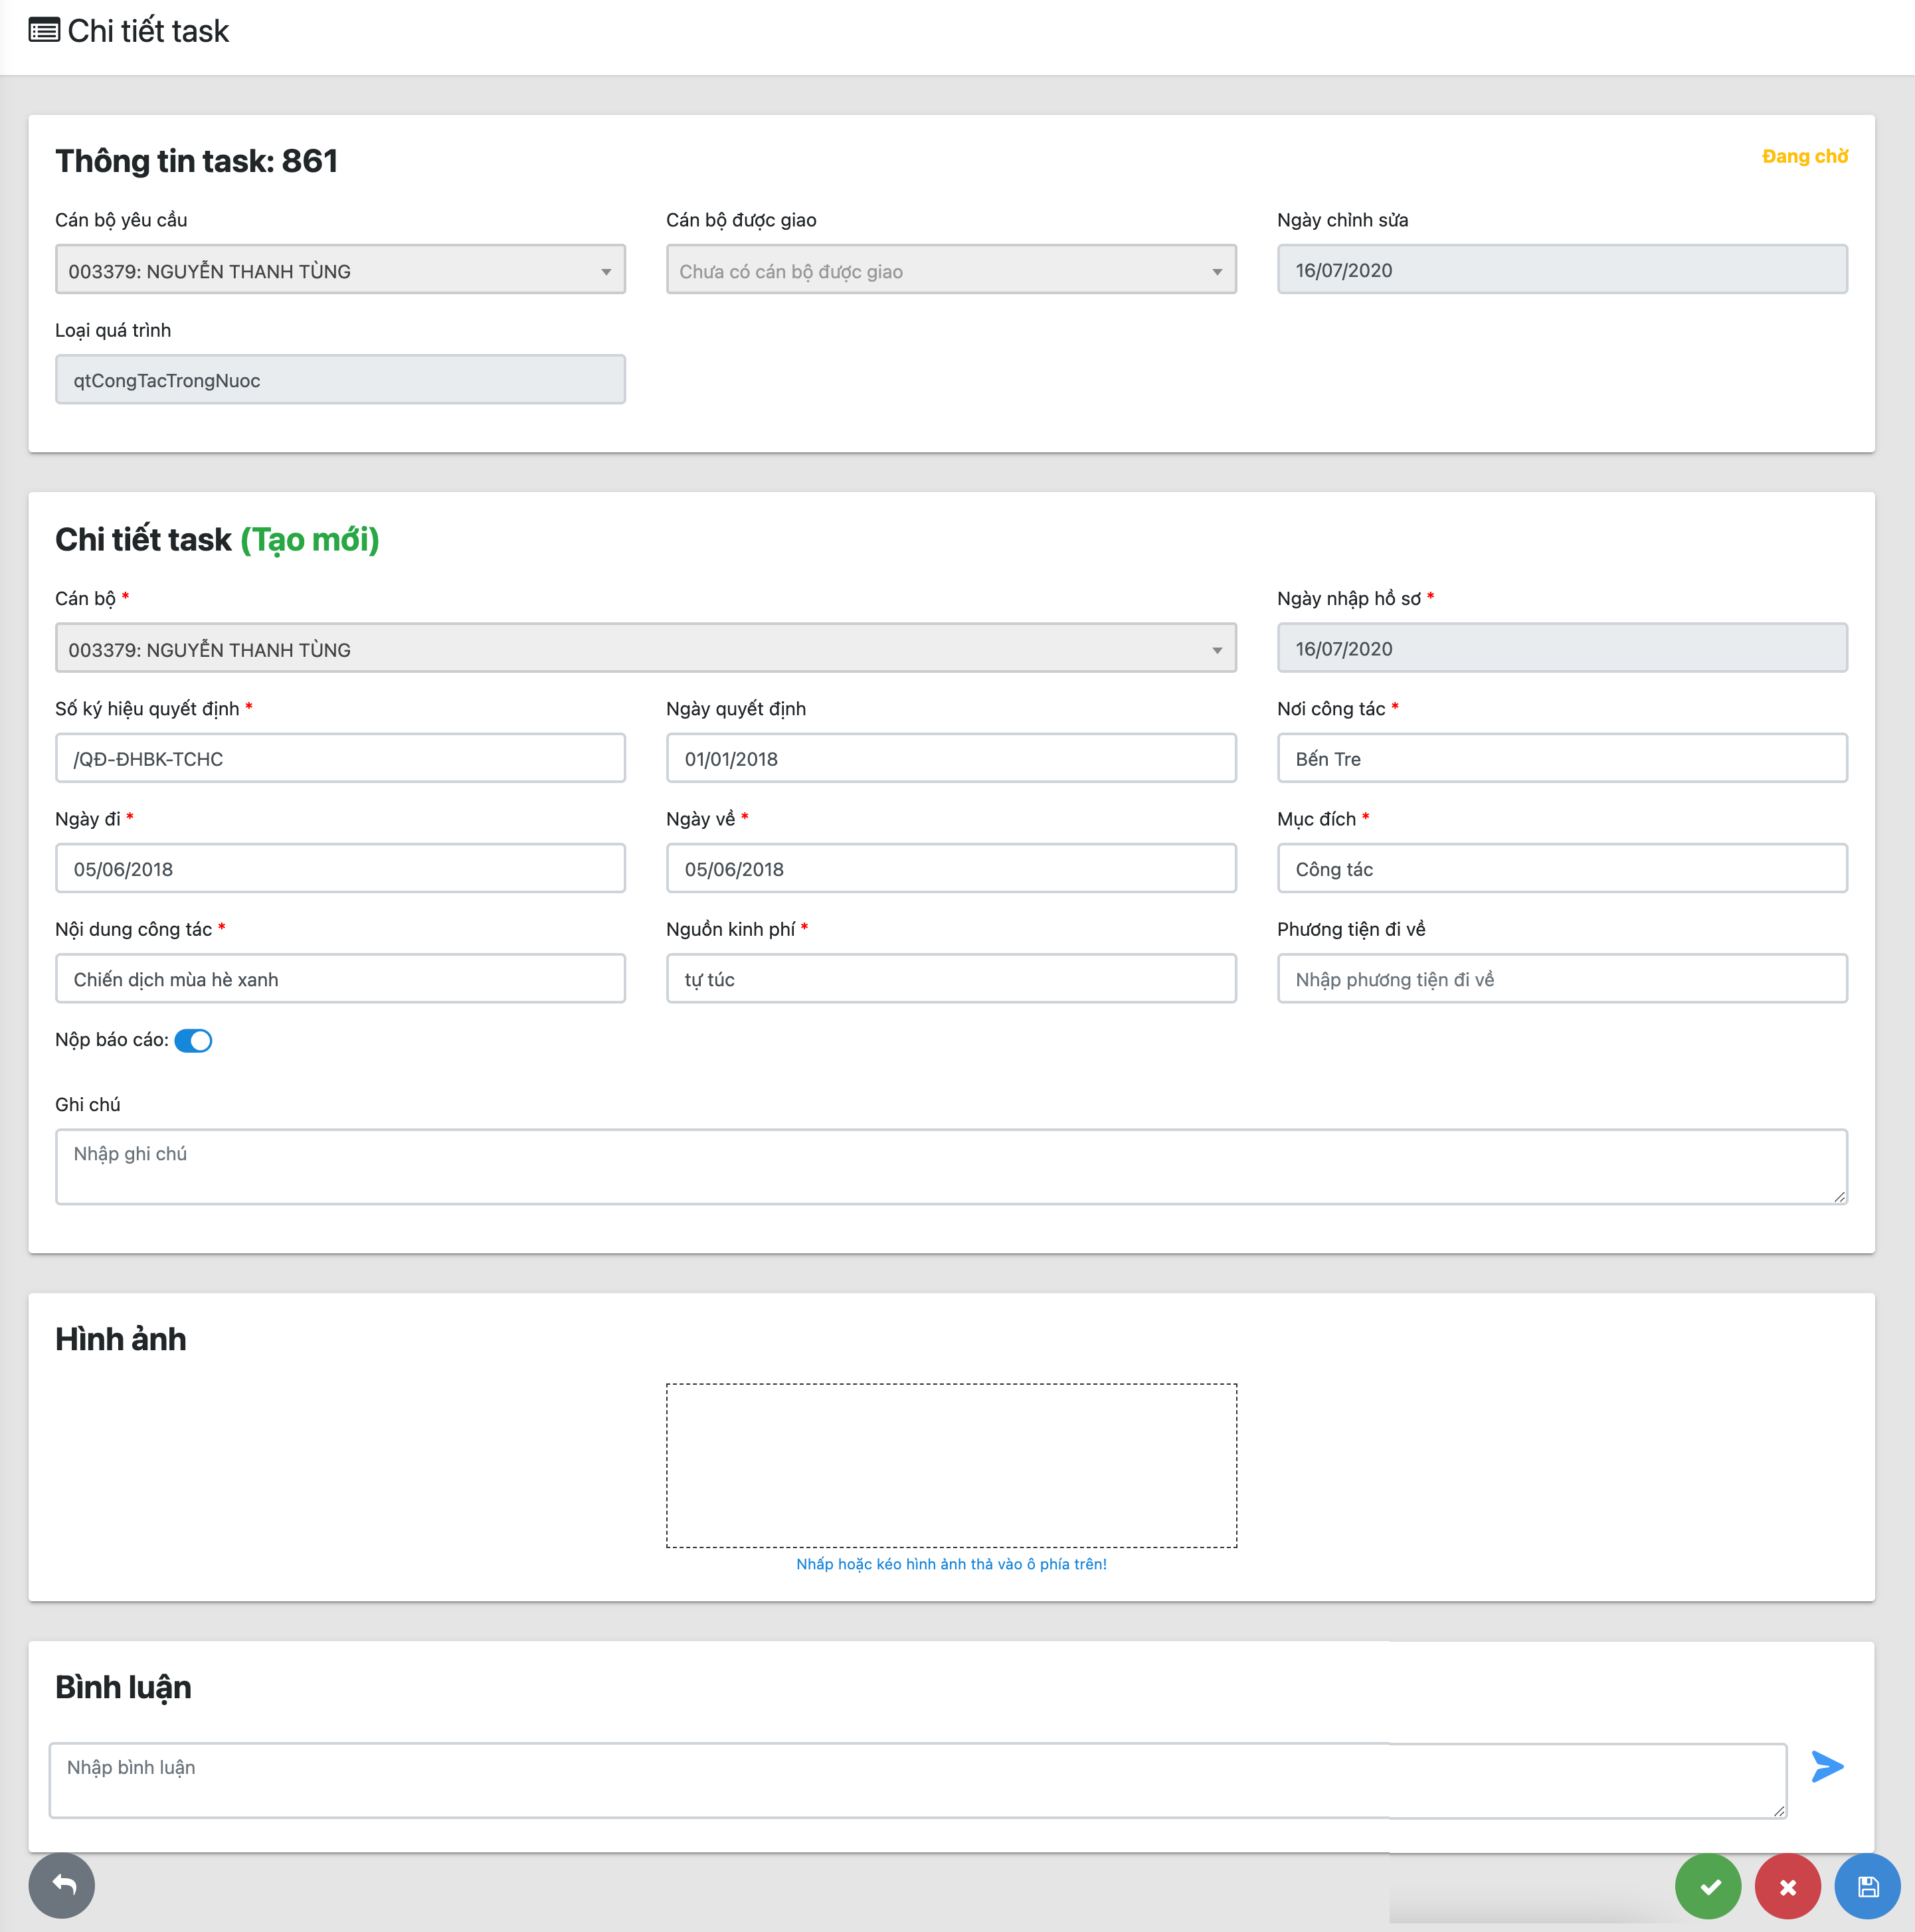 Chi tiết task
Thông tin task: 861
Đang chờ
Cán bộ yêu cầu
Cán bộ được giao
Ngày chỉnh sửa
003379: NGUYỄN THANH TÙNG
Chưa có cán bộ được giao
16/07/2020
Loại quá trình
qtCongTacTrongNuoc
Chi tiết task (Tạo mới)
Cán bộ *
Ngày nhập hồ sơ *
003379: NGUYỄN THANH TÙNG
16/07/2020
Số ký hiệu quyết định *
Ngày quyết định
Nơi công tác *
/QĐ-ĐHBK-TCHC
01/01/2018
Bến Tre
Ngày đi *
Ngày về *
Mục đích *
05/06/2018
05/06/2018
Công tác
Nội dung công tác *
Nguồn kinh phí *
Phương tiện đi về
Chiến dịch mùa hè xanh
tự túc
Nhập phương tiện đi về
Nộp báo cáo:
Ghi chú
Nhập ghi chú
Hình ảnh
Nhấp hoặc kéo hình ảnh thả vào ô phía trên!
Bình luận
Nhập bình luận